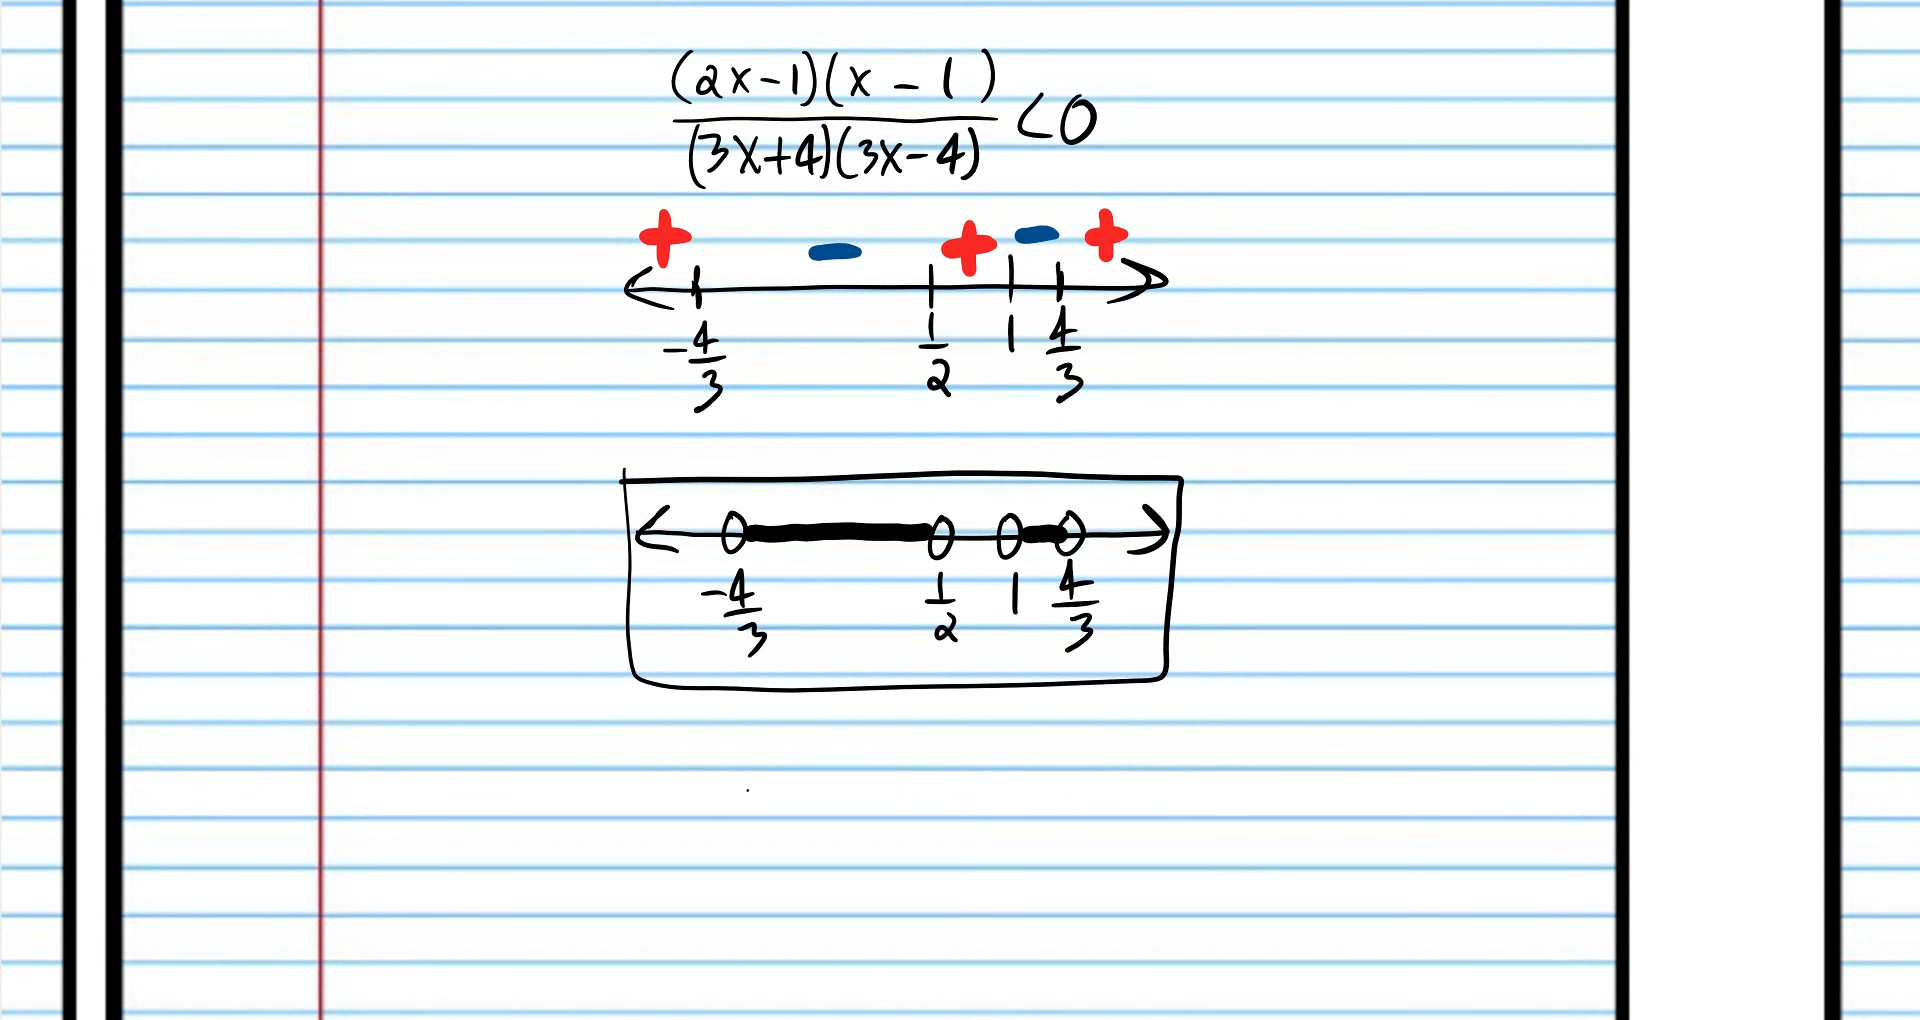 (2x-1)(x-1)/(3x+4)(3x-4) <0
+ - + - +
-4/3 1/2 1 4/3
-4/3 1/2 1 4/3